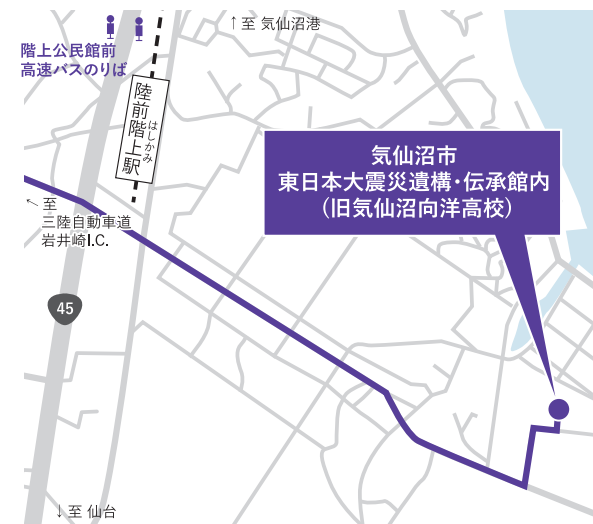 ↑至 気仙沼港
階上公民館前
高速バスのりば
陸前階上駅
はしかみ
気仙沼市
東日本大震災遺構・伝承館内
(旧気仙沼向洋高校)
←至
三陸自動車道
岩井崎I.C.
45
↓至 仙台